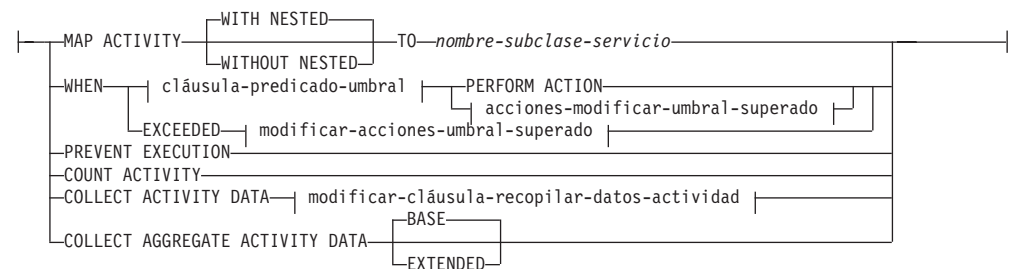 WITH NESTED
MAP ACTIVITY TO nombre-subclase-servicio
WITHOUT NESTED
WHEN cláusula-predicado-umbral PERFORM ACTION
acciones-modificar-umbral-superado
EXCEEDED modificar-acciones-umbral-superado
PREVENT EXECUTION
COUNT ACTIVITY
COLLECT ACTIVITY DATA modificar-cláusula-recopilar-datos-actividad
BASE
COLLECT AGGREGATE ACTIVITY DATA
EXTENDED